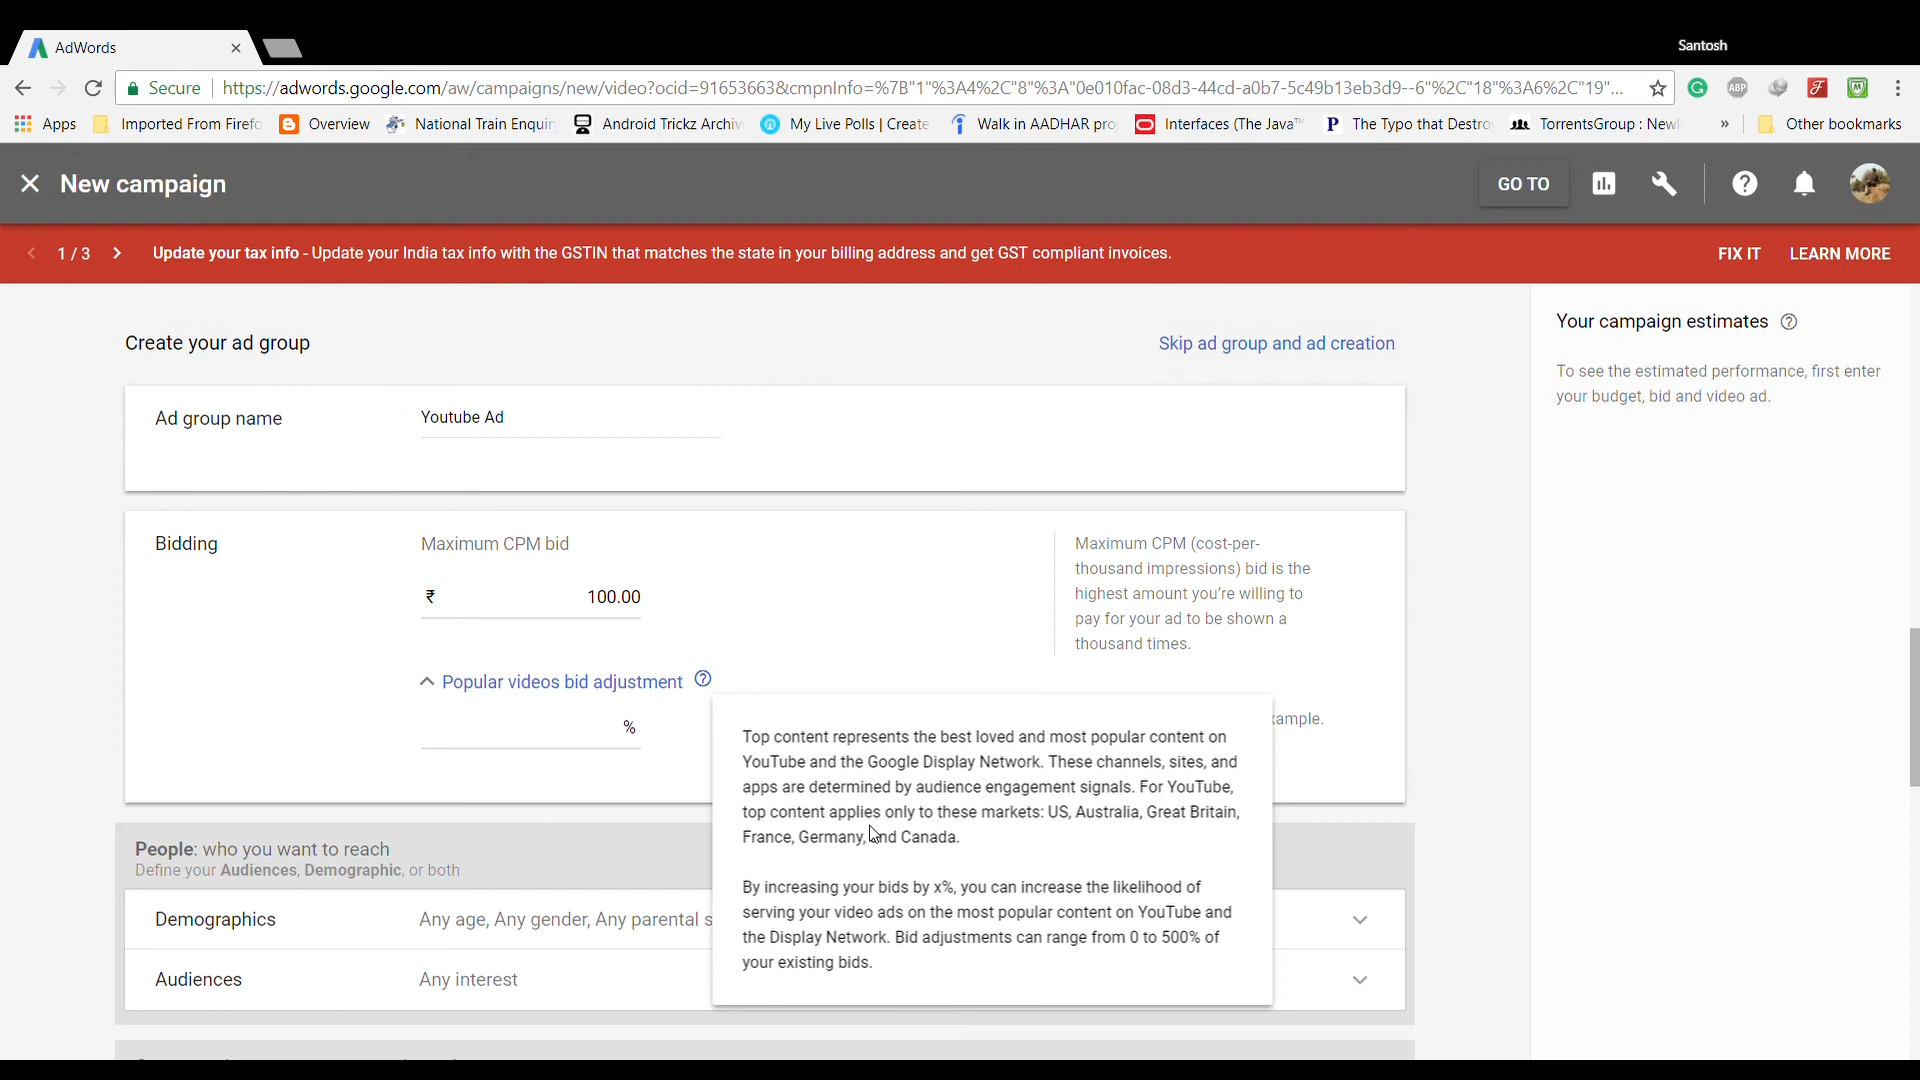 AdWords
Santosh
Secure https://adwords.google.com/aw/campaigns/new/video?ocid=91653663&cmpnInfo=%7B"1"%3A4%2C"8"%3A"0e010fac-08d3-44cd-a0b7-5c49b13eb3d9--6"%2C"18"%3A6%2C"19"...
ABP
Apps Imported From Firefo Overview National Train Enquir Android Trickz Archiv My Live Polls | Create Walk in AADHAR pro Interfaces (The Java™ The Typo that Destro TorrentsGroup : New » Other bookmarks
New campaign GO TO
1 / 3 Update your tax info - Update your India tax info with the GSTIN that matches the state in your billing address and get GST compliant invoices. FIX IT LEARN MORE
Create your ad group Skip ad group and ad creation
Ad group name Youtube Ad
Bidding Maximum CPM bid
₹ 100.00
Maximum CPM (cost-per-
thousand impressions) bid is the
highest amount you're willing to
pay for your ad to be shown a
thousand times.
Popular videos bid adjustment
%
xample.
Top content represents the best loved and most popular content on
YouTube and the Google Display Network. These channels, sites, and
apps are determined by audience engagement signals. For YouTube,
top content applies only to these markets: US, Australia, Great Britain,
France, Germany, and Canada.
By increasing your bids by x%, you can increase the likelihood of
serving your video ads on the most popular content on YouTube and
the Display Network. Bid adjustments can range from 0 to 500% of
your existing bids.
People: who you want to reach
Define your Audiences, Demographic, or both
Demographics Any age, Any gender, Any parental s
Audiences Any interest
Your campaign estimates
To see the estimated performance, first enter
your budget, bid and video ad.